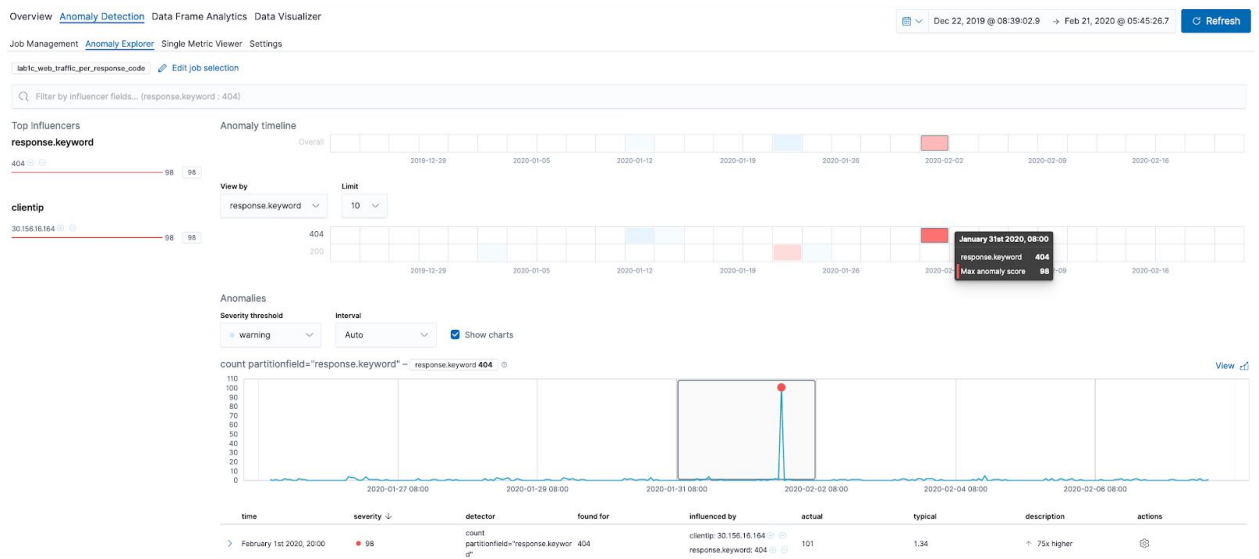 Overview Anomaly Detection Data Frame Analytics Data Visualizer
Dec 22, 2019 @ 08:39:02.9 → Feb 21, 2020 @ 05:45:26.7 Refresh
Job Management Anomaly Explorer Single Metric Viewer Settings
lab1c_web_traffic_per_response_code Edit job selection
Filter by influencer fields... (response.keyword : 404)
Top Influencers
response.keyword
404
98 98
clientip
30.156.16.164
98 98
Anomaly timeline
Overall
2019-12-29 2020-01-05 2020-01-12 2020-01-19 2020-01-26 2020-02-02 2020-02-09 2020-02-16
View by Limit
response.keyword 10
404
200
2019-12-29 2020-01-05 2020-01-12 2020-01-19 2020-01-26 2020-02- -09 2020-02-16
January 31st 2020, 08:00
response.keyword 404
Max anomaly score 98
Anomalies
Severity threshold Interval
warning Auto Show charts
count partitionfield="response.keyword" – response.keyword 404
View
110
100
90
80
70
60
50
40
30
20
10
0
2020-01-27 08:00 2020-01-29 08:00 2020-01-31 08:00 2020-02-02 08:00 2020-02-04 08:00 2020-02-06 08:00
time severity ↓ detector found for influenced by actual typical description actions
February 1st 2020, 20:00 98 count partitionfield="response.keywor d" 404 clientip: 30.156.16.164 response.keyword: 404 101 1.34 ↑ 75x higher